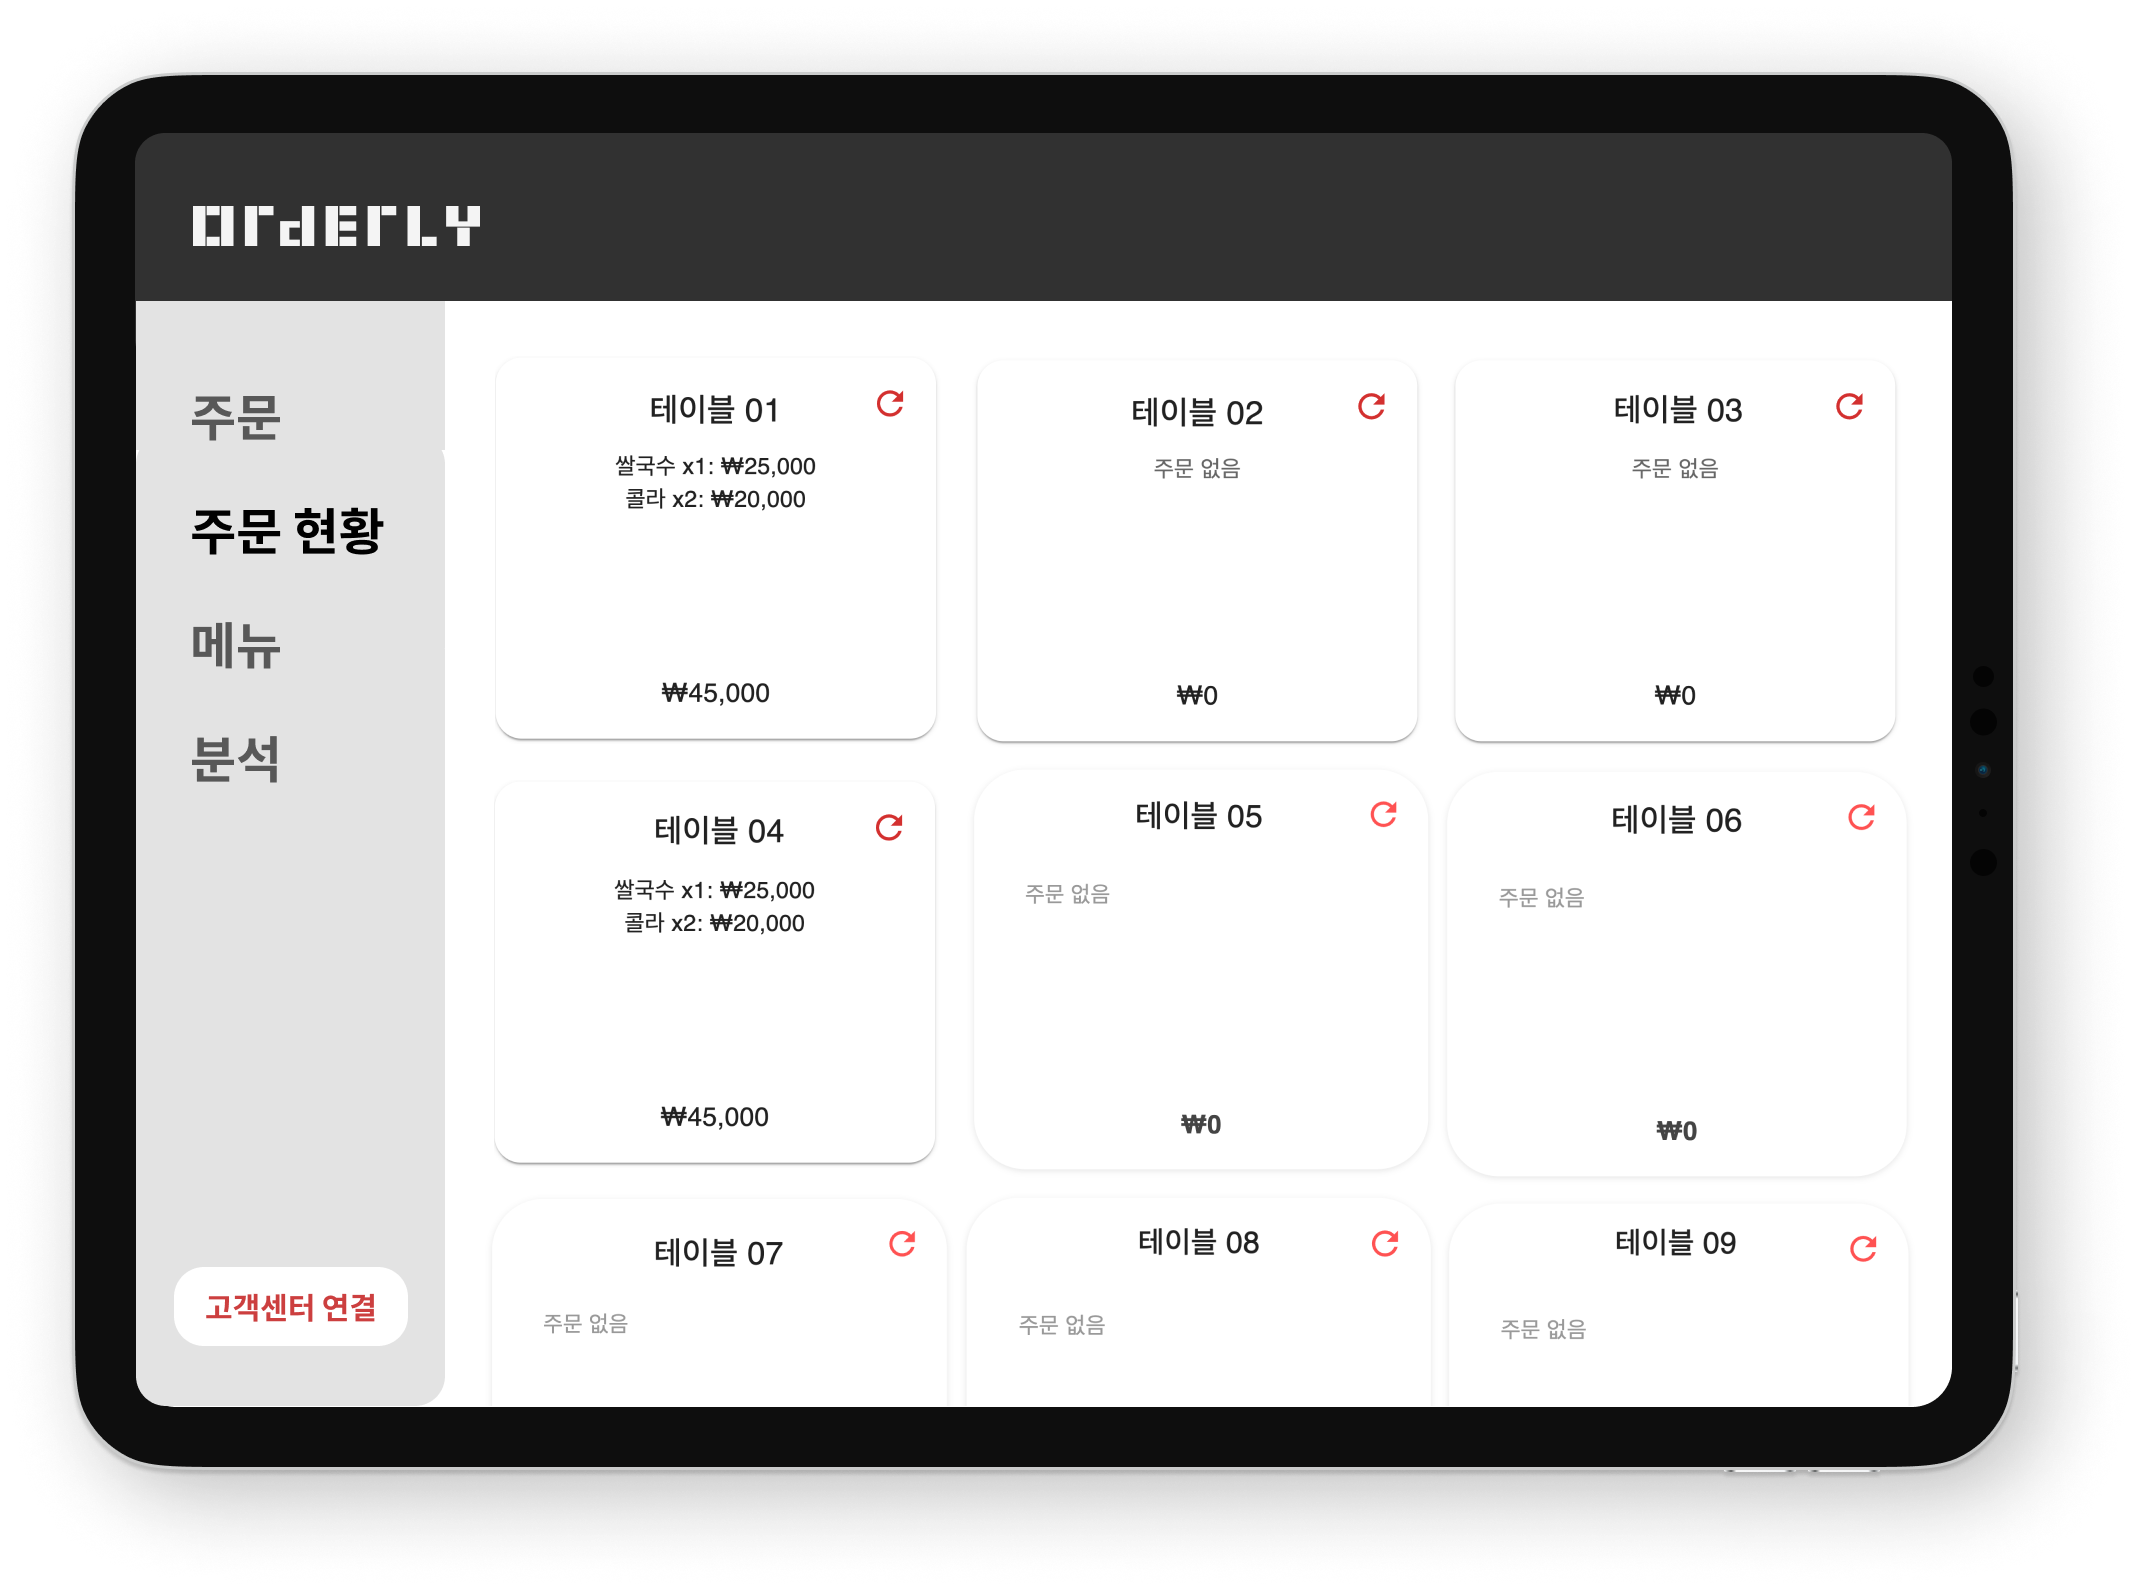 OrdErLY
주문
주문 현황
메뉴
분석
고객센터 연결
테이블 01
쌀국수 x1: ₩25,000
콜라 x2: ₩20,000
₩45,000
테이블 02
주문 없음
₩0
테이블 03
주문 없음
₩0
테이블 04
쌀국수 x1: ₩25,000
콜라 x2: ₩20,000
₩45,000
테이블 05
주문 없음
₩0
테이블 06
주문 없음
₩0
테이블 07
주문 없음
테이블 08
주문 없음
테이블 09
주문 없음